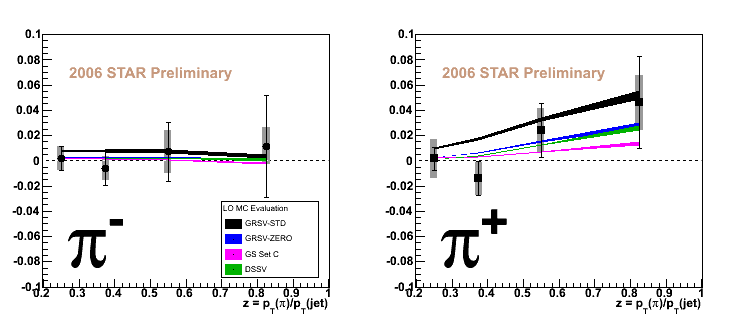 0.1
0.08
0.06
0.04
0.02
0
-0.02
-0.04
-0.06
-0.08
-0.1
2006 STAR Preliminary
LO MC Evaluation
GRSV-STD
GRSV-ZERO
GS Set C
DSSV
π-
0.2 0.3 0.4 0.5 0.6 0.7 0.8 0.9 1
z = pT(π)/pT(jet)
0.1
0.08
0.06
0.04
0.02
0
-0.02
-0.04
-0.06
-0.08
-0.1
2006 STAR Preliminary
π+
0.2 0.3 0.4 0.5 0.6 0.7 0.8 0.9 1
z = pT(π)/pT(jet)